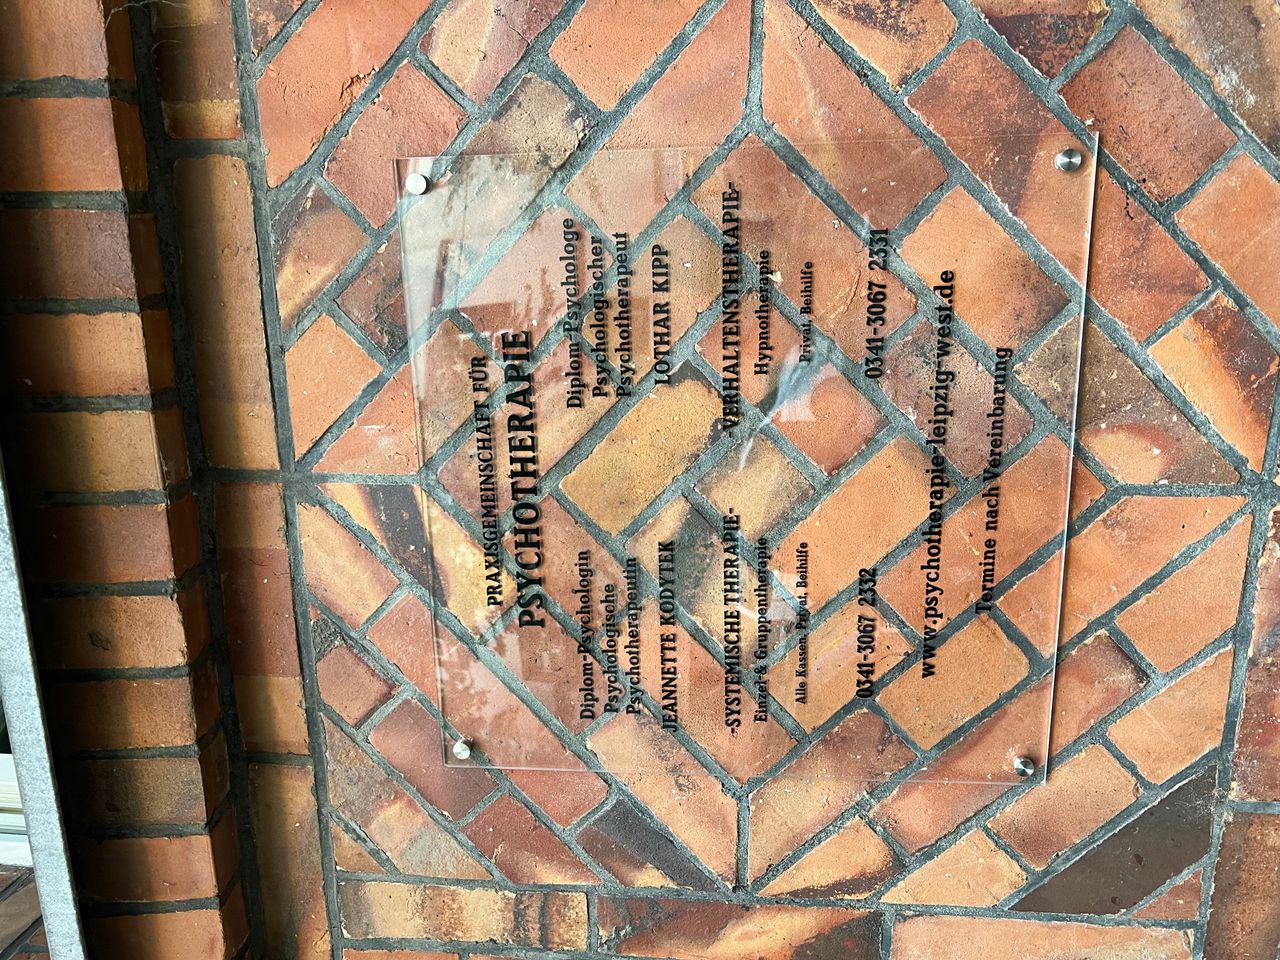 PRAXISGEMEINSCHAFT FÜR
PSYCHOTHERAPIE
Diplom-Psychologin
Psychologische
Psychotherapeutin
JEANNETTE KODYTEK
-SYSTEMISCHE THERAPIE-
Einzel-& Gruppentherapie
Alle Kassen, Privat, Beihilfe
0341-3067 2332
Diplom-Psychologe
Psychologischer
Psychotherapeut
LOTHAR KIPP
-VERHALTENSTHERAPIE-
Hypnotherapie
Privat, Beihilfe
0341-3067 2331
www.psychotherapie-leipzig-west.de
Termine nach Vereinbarung